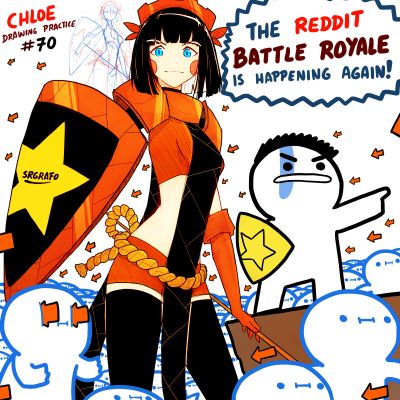 CHLOE
DRAWING PRACTICE
#70
THE REDDIT
BATTLE ROYALE
IS HAPPENING AGAIN!
SRGRAFO